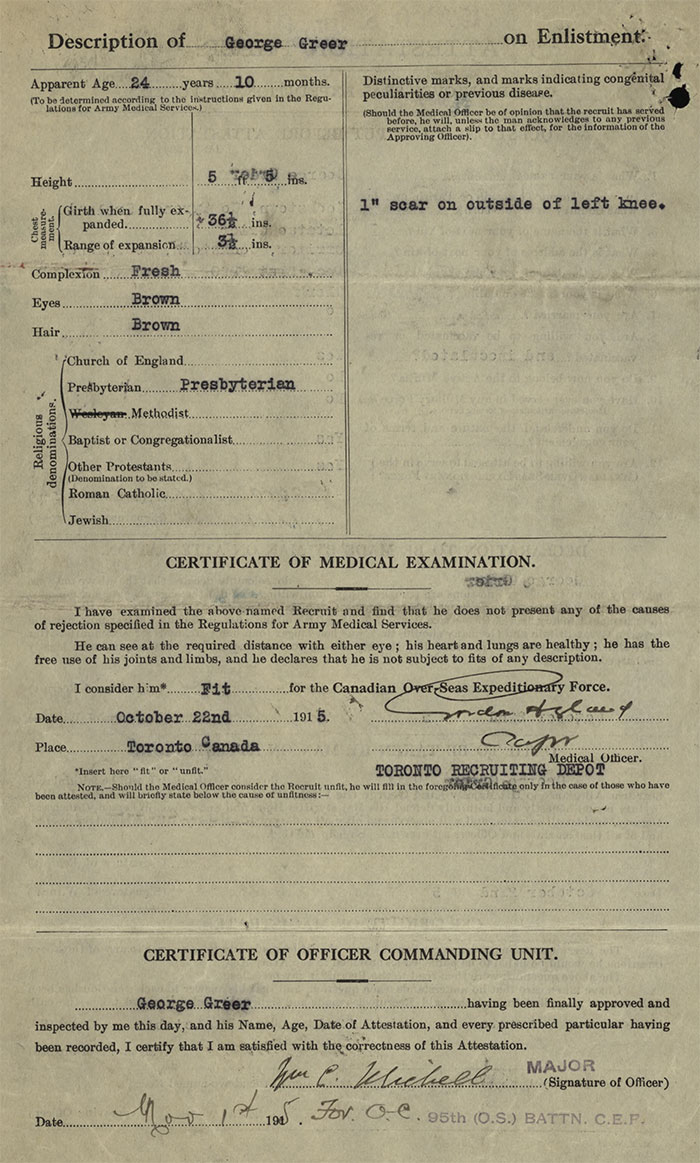 Description of George Greer on Enlistment.
Apparent Age 24 years 10 months.
(To be determined according to the instructions given in the Regu-
lations for Army Medical Services.)
Height 5 ft 5 ins.
Chest
measure-
ment.
Girth when fully ex-
panded 36½ ins.
Range of expansion 3½ ins.
Complexion Fresh
Eyes Brown
Hair Brown
Religious
denominations.
Church of England
Presbyterian Presbyterian
Wesleyan Methodist
Baptist or Congregationalist
Other Protestants
(Denomination to be stated.)
Roman Catholic
Jewish
Distinctive marks, and marks indicating congenital
peculiarities or previous disease.
(Should the Medical Officer be of opinion that the recruit has served
before, he will, unless the man acknowledges to any previous
service, attach a slip to that effect, for the information of the
Approving Officer).
1" scar on outside of left knee.
CERTIFICATE OF MEDICAL EXAMINATION.
I have examined the above-named Recruit and find that he does not present any of the causes
of rejection specified in the Regulations for Army Medical Services.
He can see at the required distance with either eye ; his heart and lungs are healthy ; he has the
free use of his joints and limbs, and he declares that he is not subject to fits of any description.
I consider him* Fit for the Canadian Over-Seas Expeditionary Force.
Date October 22nd 1915.
Place Toronto Canada
Medical Officer.
*Insert here "fit" or "unfit."
TORONTO RECRUITING DEPOT
NOTE.—Should the Medical Officer consider the Recruit unfit, he will fill in the foregoing Certificate only in the case of those who have
been attested, and will briefly state below the cause of unfitness:—
CERTIFICATE OF OFFICER COMMANDING UNIT.
George Greer having been finally approved and
inspected by me this day, and his Name, Age, Date of Attestation, and every prescribed particular having
been recorded, I certify that I am satisfied with the correctness of this Attestation.
Wm C. Michell MAJOR (Signature of Officer)
Date Nov 1st 1915. For O.C. 95th (O.S.) BATTN. C.E.F.